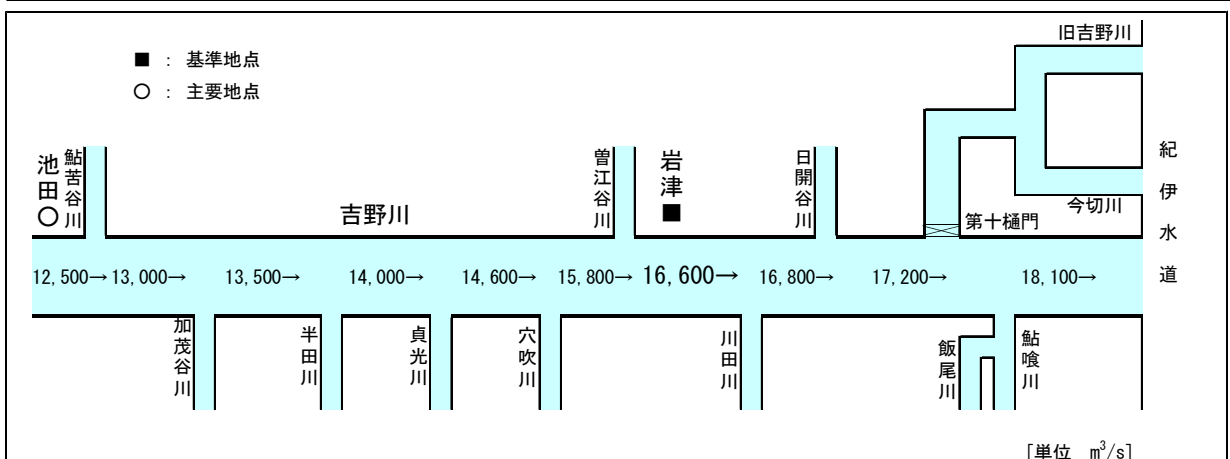 旧吉野川
■ : 基準地点
○ : 主要地点
池田○
鮎苦谷川
曽江谷川
岩津■
日開谷川
紀伊水道
吉野川
今切川
第十樋門
12,500→ 13,000→ 13,500→ 14,000→ 14,600→ 15,800→ 16,600→ 16,800→ 17,200→ 18,100→
加茂谷川
半田川
貞光川
穴吹川
川田川
飯尾川
鮎喰川
[単位 m³/s]